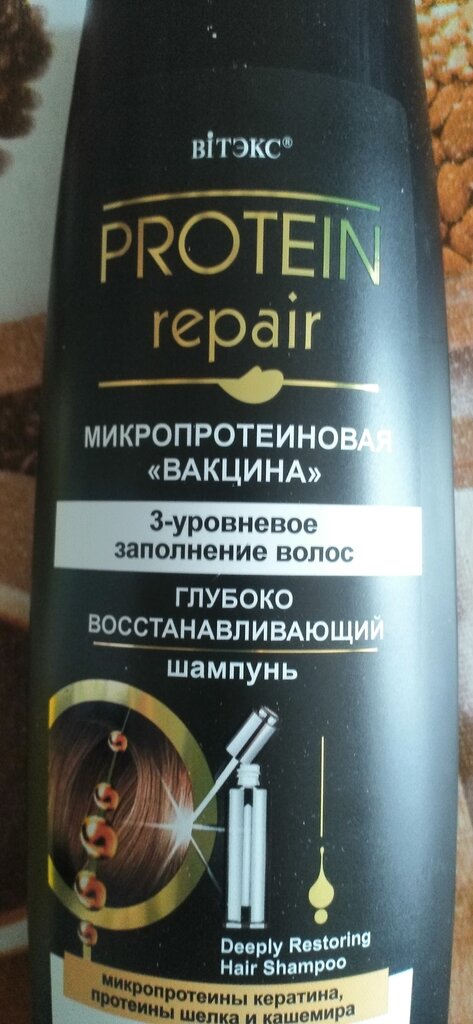 ВІТЭКС®
PROTEIN
repair
МИКРОПРОТЕИНОВАЯ
«ВАКЦИНА»
3-уровневое
заполнение волос
ГЛУБОКО
ВОССТАНАВЛИВАЮЩИЙ
шампунь
Deeply Restoring
Hair Shampoo
микропротеины кератина,
протеины шелка и кашемира